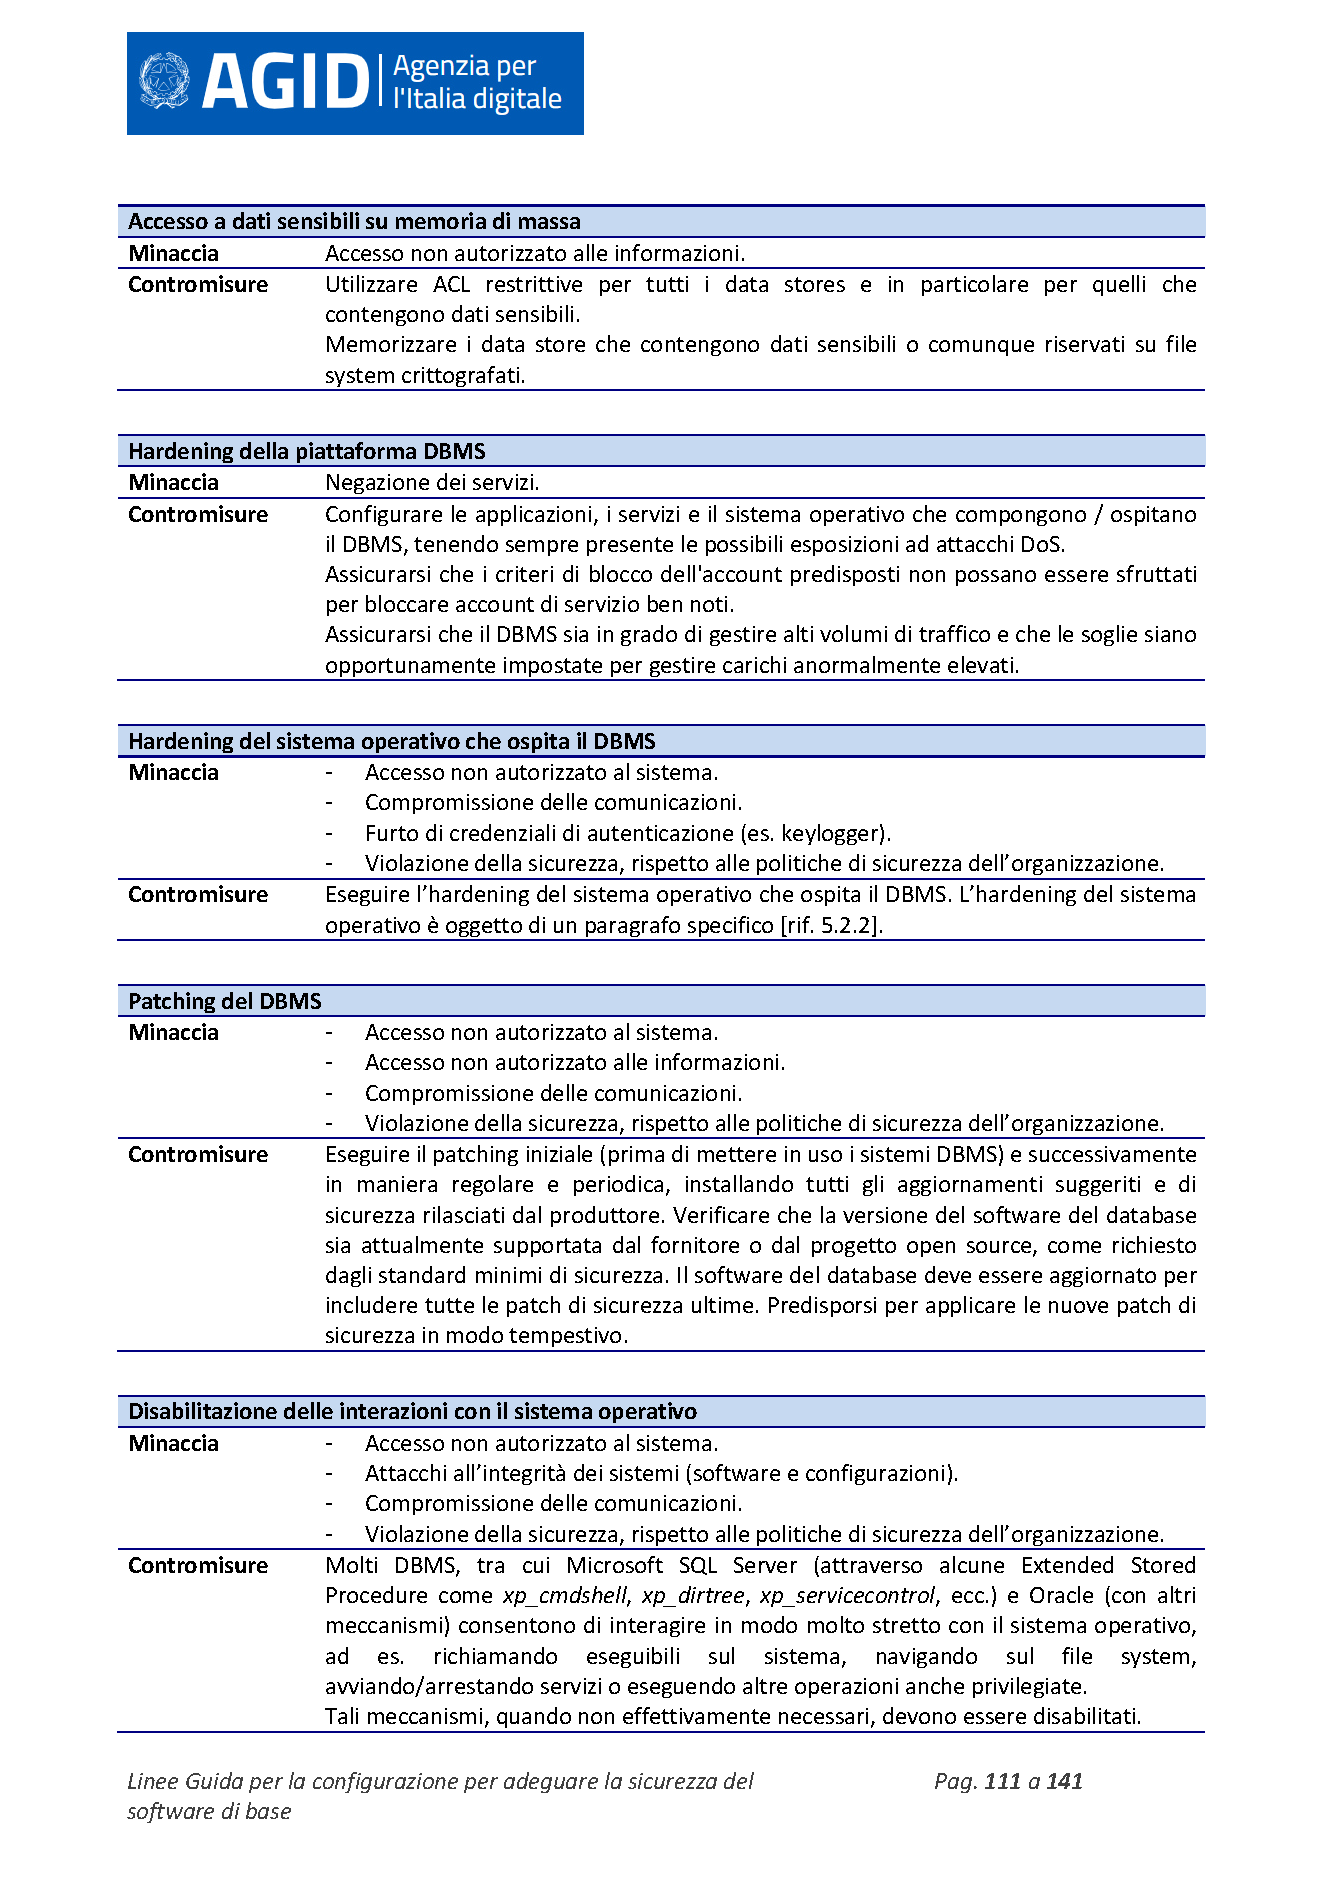 AGID
Agenzia per
l'Italia digitale
Accesso a dati sensibili su memoria di massa
Minaccia Accesso non autorizzato alle informazioni.
Contromisure Utilizzare ACL restrittive per tutti i data stores e in particolare per quelli che
contengono dati sensibili.
Memorizzare i data store che contengono dati sensibili o comunque riservati su file
system crittografati.
Hardening della piattaforma DBMS
Minaccia Negazione dei servizi.
Contromisure Configurare le applicazioni, i servizi e il sistema operativo che compongono / ospitano
il DBMS, tenendo sempre presente le possibili esposizioni ad attacchi DoS.
Assicurarsi che i criteri di blocco dell'account predisposti non possano essere sfruttati
per bloccare account di servizio ben noti.
Assicurarsi che il DBMS sia in grado di gestire alti volumi di traffico e che le soglie siano
opportunamente impostate per gestire carichi anormalmente elevati.
Hardening del sistema operativo che ospita il DBMS
Minaccia - Accesso non autorizzato al sistema.
- Compromissione delle comunicazioni.
- Furto di credenziali di autenticazione (es. keylogger).
- Violazione della sicurezza, rispetto alle politiche di sicurezza dell’organizzazione.
Contromisure Eseguire l’hardening del sistema operativo che ospita il DBMS. L’hardening del sistema
operativo è oggetto di un paragrafo specifico [rif. 5.2.2].
Patching del DBMS
Minaccia - Accesso non autorizzato al sistema.
- Accesso non autorizzato alle informazioni.
- Compromissione delle comunicazioni.
- Violazione della sicurezza, rispetto alle politiche di sicurezza dell’organizzazione.
Contromisure Eseguire il patching iniziale (prima di mettere in uso i sistemi DBMS) e successivamente
in maniera regolare e periodica, installando tutti gli aggiornamenti suggeriti e di
sicurezza rilasciati dal produttore. Verificare che la versione del software del database
sia attualmente supportata dal fornitore o dal progetto open source, come richiesto
dagli standard minimi di sicurezza. Il software del database deve essere aggiornato per
includere tutte le patch di sicurezza ultime. Predisporsi per applicare le nuove patch di
sicurezza in modo tempestivo.
Disabilitazione delle interazioni con il sistema operativo
Minaccia - Accesso non autorizzato al sistema.
- Attacchi all’integrità dei sistemi (software e configurazioni).
- Compromissione delle comunicazioni.
- Violazione della sicurezza, rispetto alle politiche di sicurezza dell’organizzazione.
Contromisure Molti DBMS, tra cui Microsoft SQL Server (attraverso alcune Extended Stored
Procedure come xp_cmdshell, xp_dirtree, xp_servicecontrol, ecc.) e Oracle (con altri
meccanismi) consentono di interagire in modo molto stretto con il sistema operativo,
ad es. richiamando eseguibili sul sistema, navigando sul file system,
avviando/arrestando servizi o eseguendo altre operazioni anche privilegiate.
Tali meccanismi, quando non effettivamente necessari, devono essere disabilitati.
Linee Guida per la configurazione per adeguare la sicurezza del Pag. 111 a 141
software di base